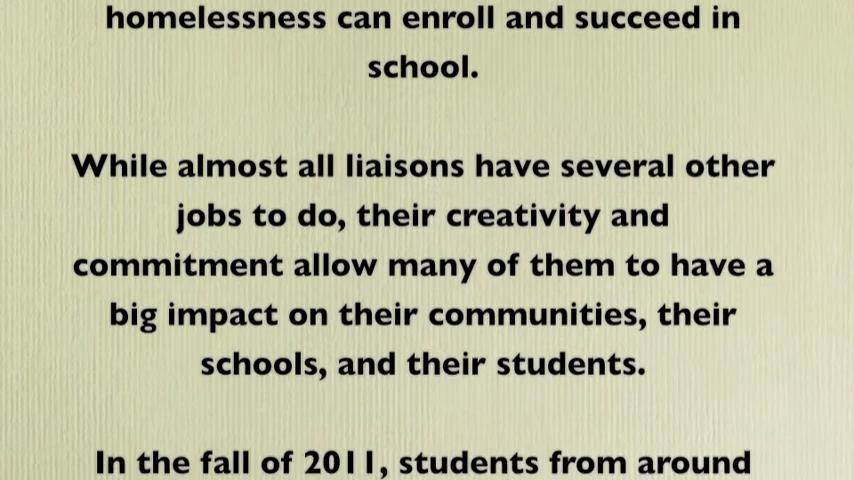 homelessness can enroll and succeed in
school.
While almost all liaisons have several other
jobs to do, their creativity and
commitment allow many of them to have a
big impact on their communities, their
schools, and their students.
In the fall of 2011, students from around